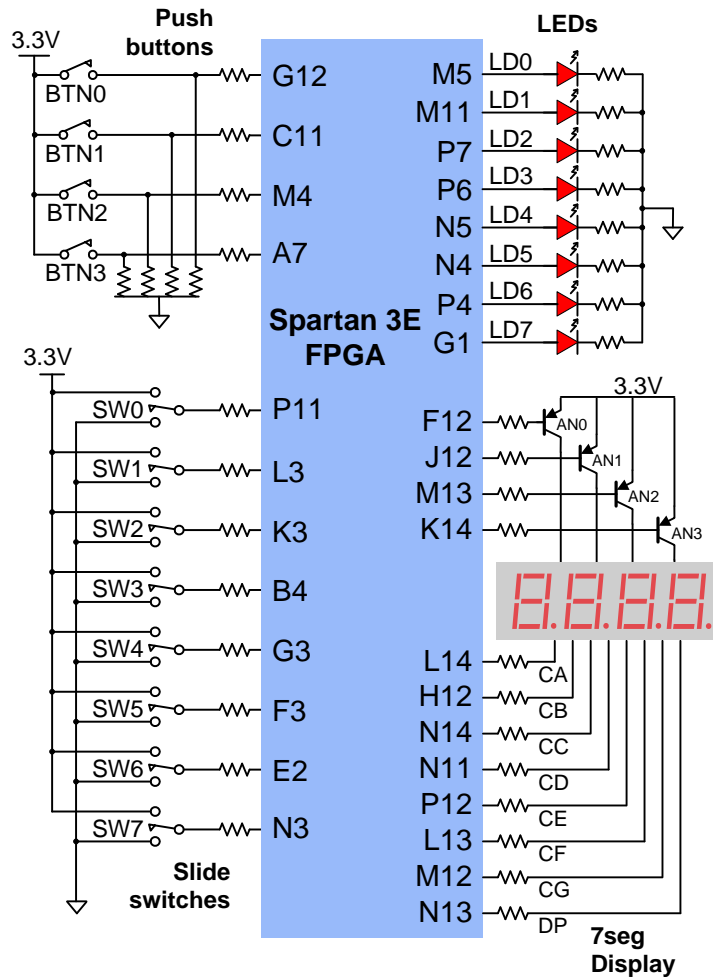 Push
buttons
3.3V
BTN0
BTN1
BTN2
BTN3
G12
C11
M4
A7
Spartan 3E
FPGA
LEDs
M5 LD0
M11 LD1
P7 LD2
P6 LD3
N5 LD4
N4 LD5
P4 LD6
G1 LD7
3.3V
SW0 P11
SW1 L3
SW2 K3
SW3 B4
SW4 G3
SW5 F3
SW6 E2
SW7 N3
Slide
switches
3.3V
F12 AN0
J12 AN1
M13 AN2
K14 AN3
8.8.8.8.
L14 CA
H12 CB
N14 CC
N11 CD
P12 CE
L13 CF
M12 CG
N13 DP
7seg
Display